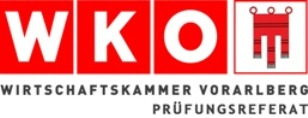 WKO
WIRTSCHAFTSKAMMER VORARLBERG
PRÜFUNGSREFERAT